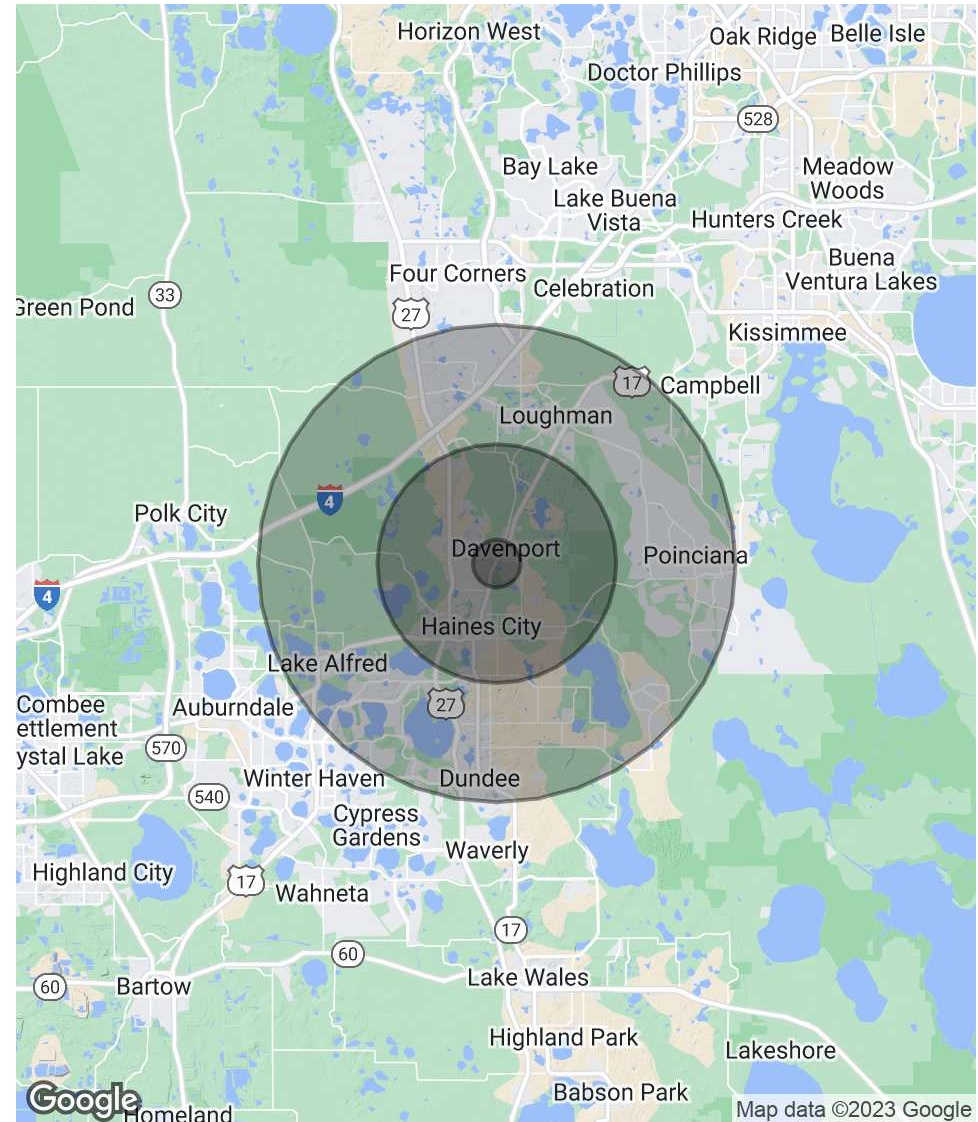 Horizon West
Oak Ridge
Belle Isle
Doctor Phillips
528
Bay Lake
Meadow
Woods
Lake Buena
Vista
Hunters Creek
Buena
Ventura Lakes
Four Corners
Celebration
33
Green Pond
27
Kissimmee
17
Campbell
Loughman
4
Polk City
Davenport
Poinciana
4
Haines City
Lake Alfred
27
Combee
ettlement
Auburndale
ystal Lake
570
Winter Haven
Dundee
540
Cypress
Gardens
Waverly
Highland City
17
Wahneta
17
60
Lake Wales
60
Bartow
Highland Park
Lakeshore
Babson Park
Google
Homeland
Map data ©2023 Google